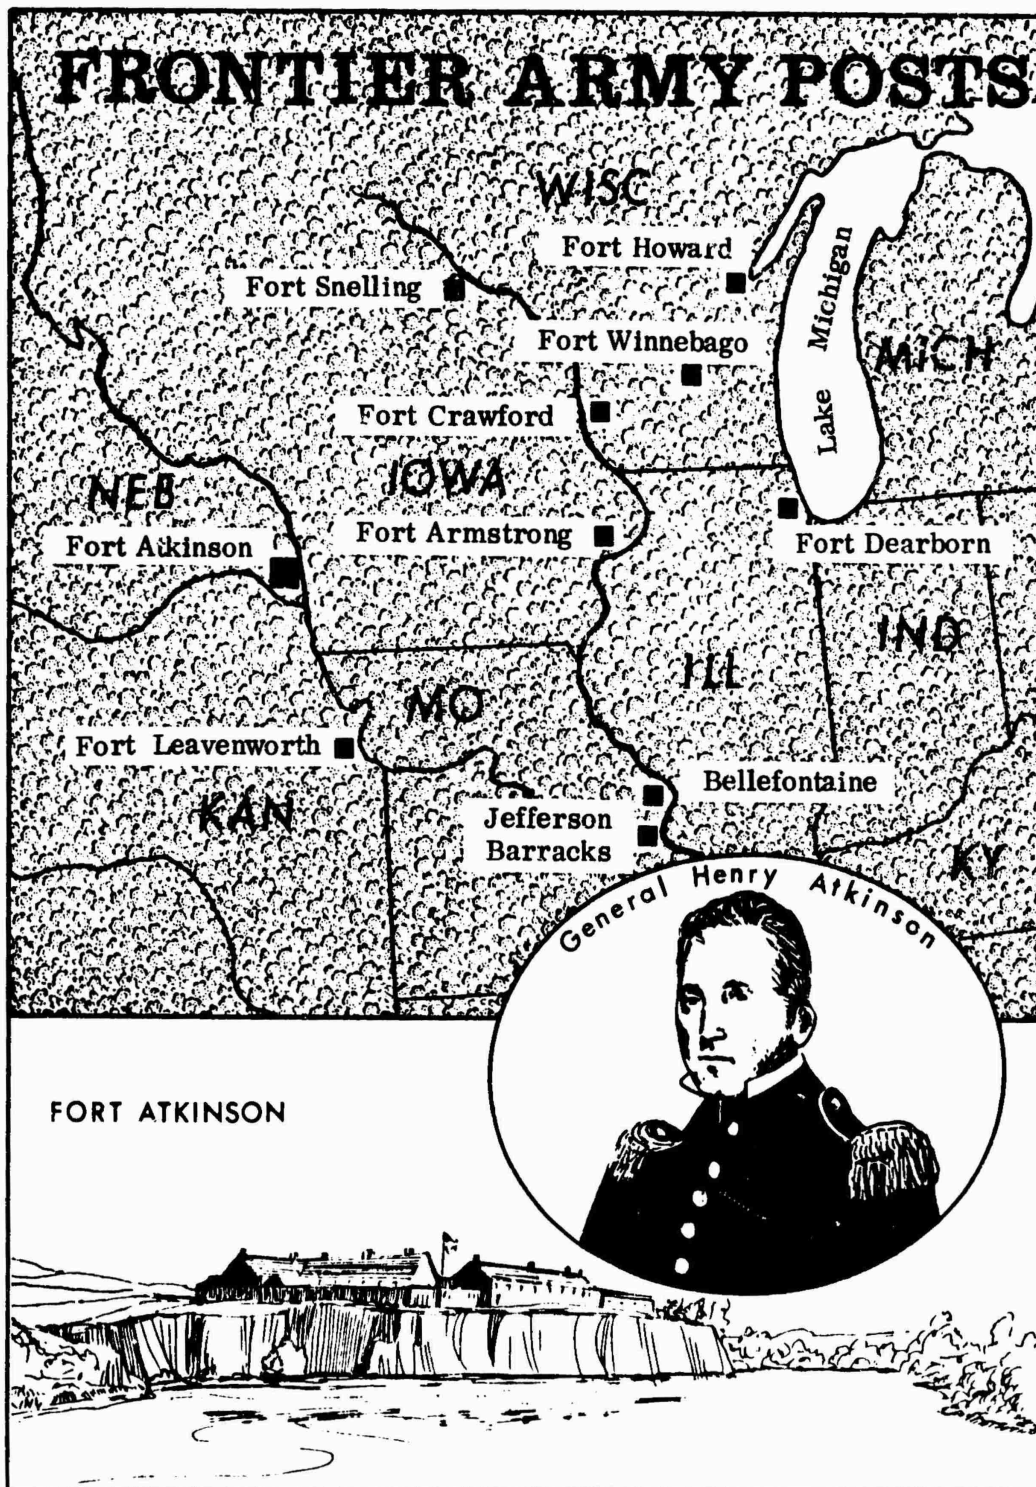 FRONTIER ARMY POSTS
WISC
Fort Howard
Fort Snelling
Lake Michigan
Fort Winnebago
MICH
Fort Crawford
IOWA
NEB
Fort Armstrong
Fort Atkinson
Fort Dearborn
IND
ILL
MO
Fort Leavenworth
Bellefontaine
KAN
Jefferson
Barracks
KY
General Henry Atkinson
FORT ATKINSON